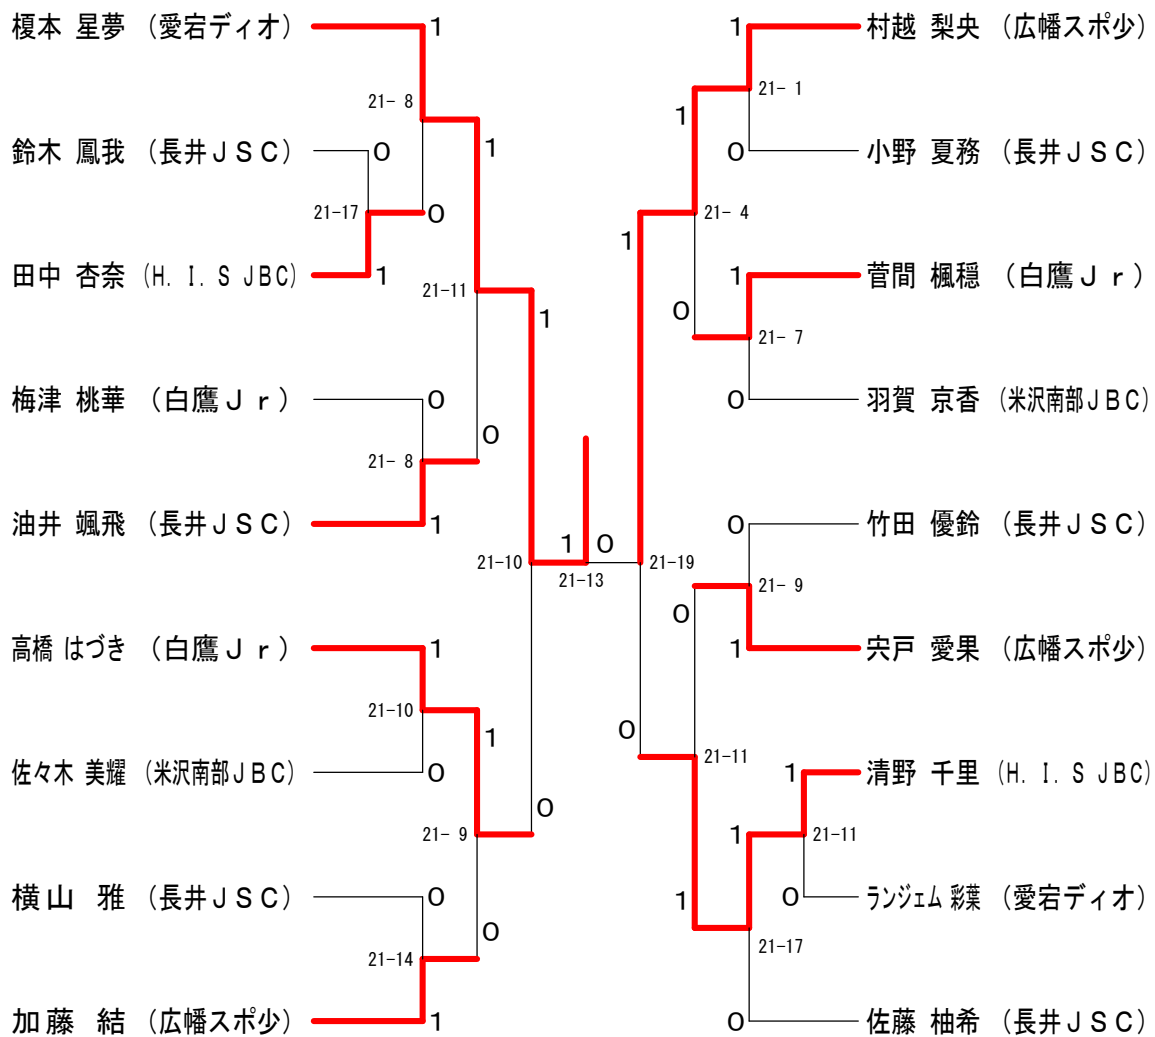 榎本 星夢 (愛宕ディオ) 1 1 村越 梨央 (広幡スポ少)
21- 8 21- 1
1
鈴木 鳳我 (長井ＪＳＣ) 0 1 0 小野 夏務 (長井ＪＳＣ)
21-17 0 21- 4
1
田中 杏奈 (H. I. S JBC) 1 1 菅間 楓穏 (白鷹Ｊｒ)
21-11
1 0
21- 7
梅津 桃華 (白鷹Ｊｒ) 0 0 羽賀 京香 (米沢南部ＪＢＣ)
0
21- 8
油井 颯飛 (長井ＪＳＣ) 1 0 竹田 優鈴 (長井ＪＳＣ)
1 0
21-10 21-13 21-19
21- 9
0
高橋 はづき (白鷹Ｊｒ) 1 1 宍戸 愛果 (広幡スポ少)
21-10
1 0
21-11
佐々木 美耀 (米沢南部ＪＢＣ) 0 1 清野 千里 (H. I. S JBC)
0
21- 9 1 21-11
横山 雅 (長井ＪＳＣ) 0 1 0 ランジェム 彩葉 (愛宕ディオ)
0
21-14 21-17
加藤 結 (広幡スポ少) 1 0 佐藤 柚希 (長井ＪＳＣ)